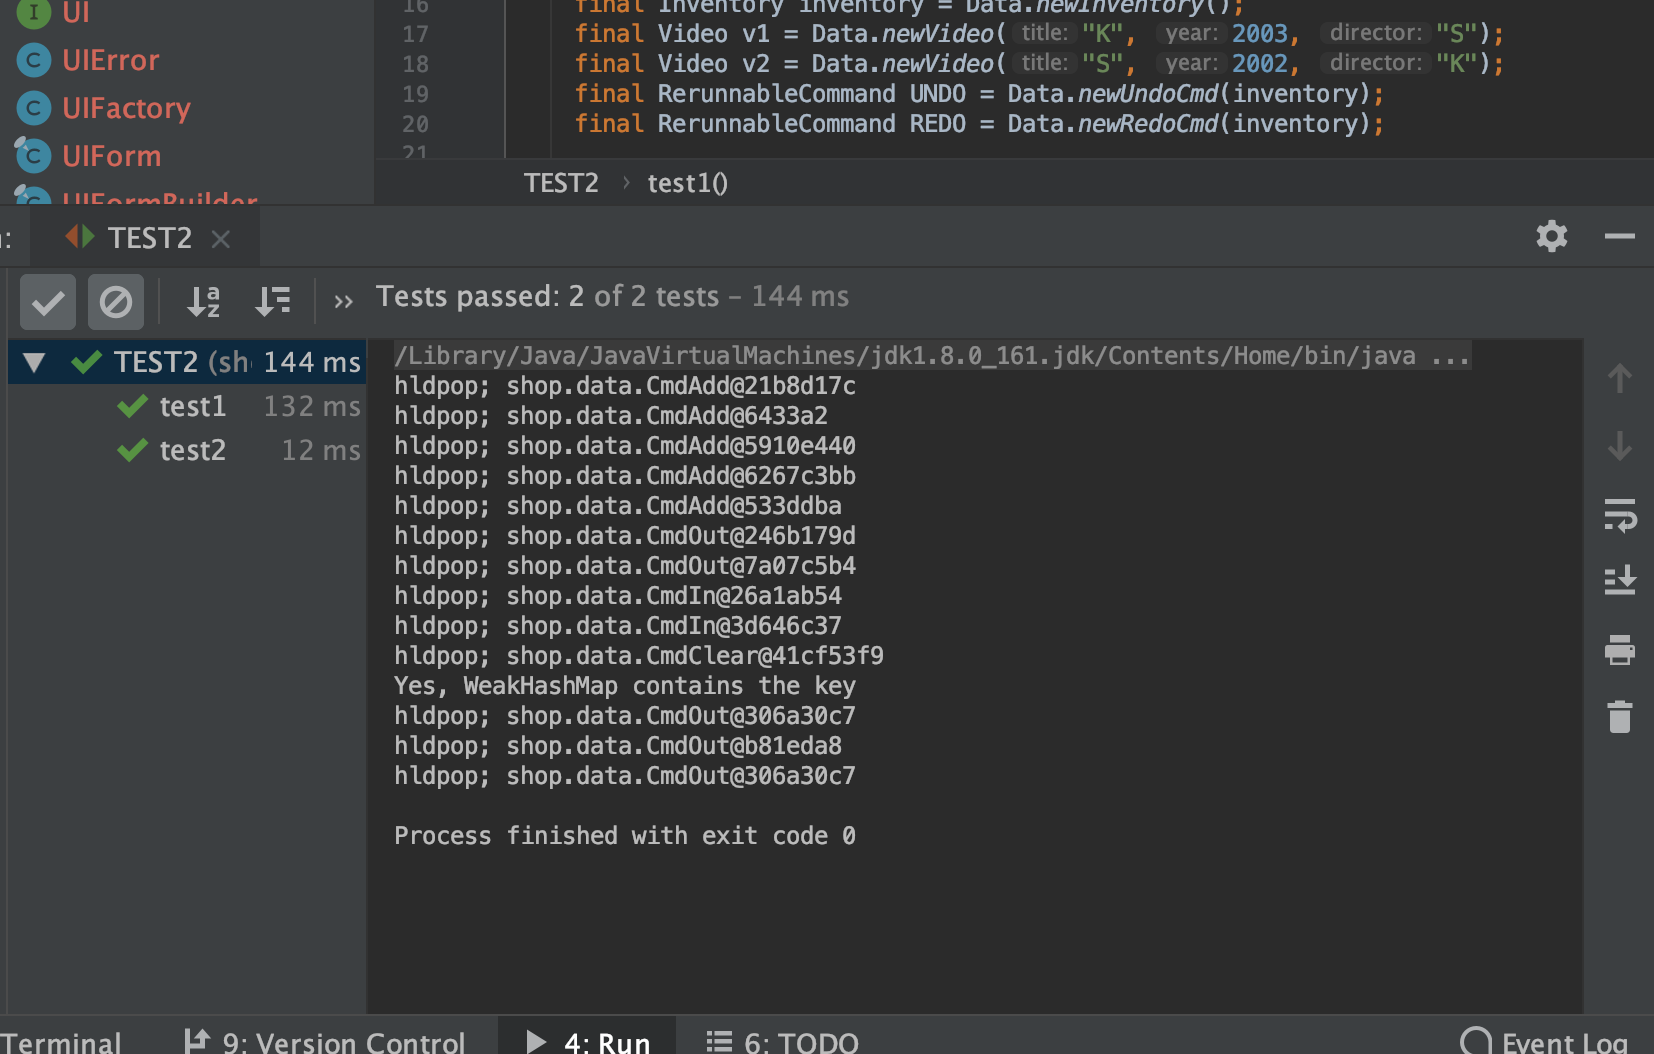 UI
UIError
UIFactory
UIForm
UIFormBuilder
16 final Inventory inventory = Data.newInventory();
17 final Video v1 = Data.newVideo( title: "K", year: 2003, director: "S");
18 final Video v2 = Data.newVideo( title: "S", year: 2002, director: "K");
19 final RerunnableCommand UNDO = Data.newUndoCmd(inventory);
20 final RerunnableCommand REDO = Data.newRedoCmd(inventory);
21
TEST2 › test1()
TEST2
Tests passed: 2 of 2 tests – 144 ms
TEST2 (sh 144 ms
test1 132 ms
test2 12 ms
/Library/Java/JavaVirtualMachines/jdk1.8.0_161.jdk/Contents/Home/bin/java ...
hldpop; shop.data.CmdAdd@21b8d17c
hldpop; shop.data.CmdAdd@6433a2
hldpop; shop.data.CmdAdd@5910e440
hldpop; shop.data.CmdAdd@6267c3bb
hldpop; shop.data.CmdAdd@533ddba
hldpop; shop.data.CmdOut@246b179d
hldpop; shop.data.CmdOut@7a07c5b4
hldpop; shop.data.CmdIn@26a1ab54
hldpop; shop.data.CmdIn@3d646c37
hldpop; shop.data.CmdClear@41cf53f9
Yes, WeakHashMap contains the key
hldpop; shop.data.CmdOut@306a30c7
hldpop; shop.data.CmdOut@b81eda8
hldpop; shop.data.CmdOut@306a30c7
Process finished with exit code 0
Terminal 9: Version Control 4: Run 6: TODO Event Log